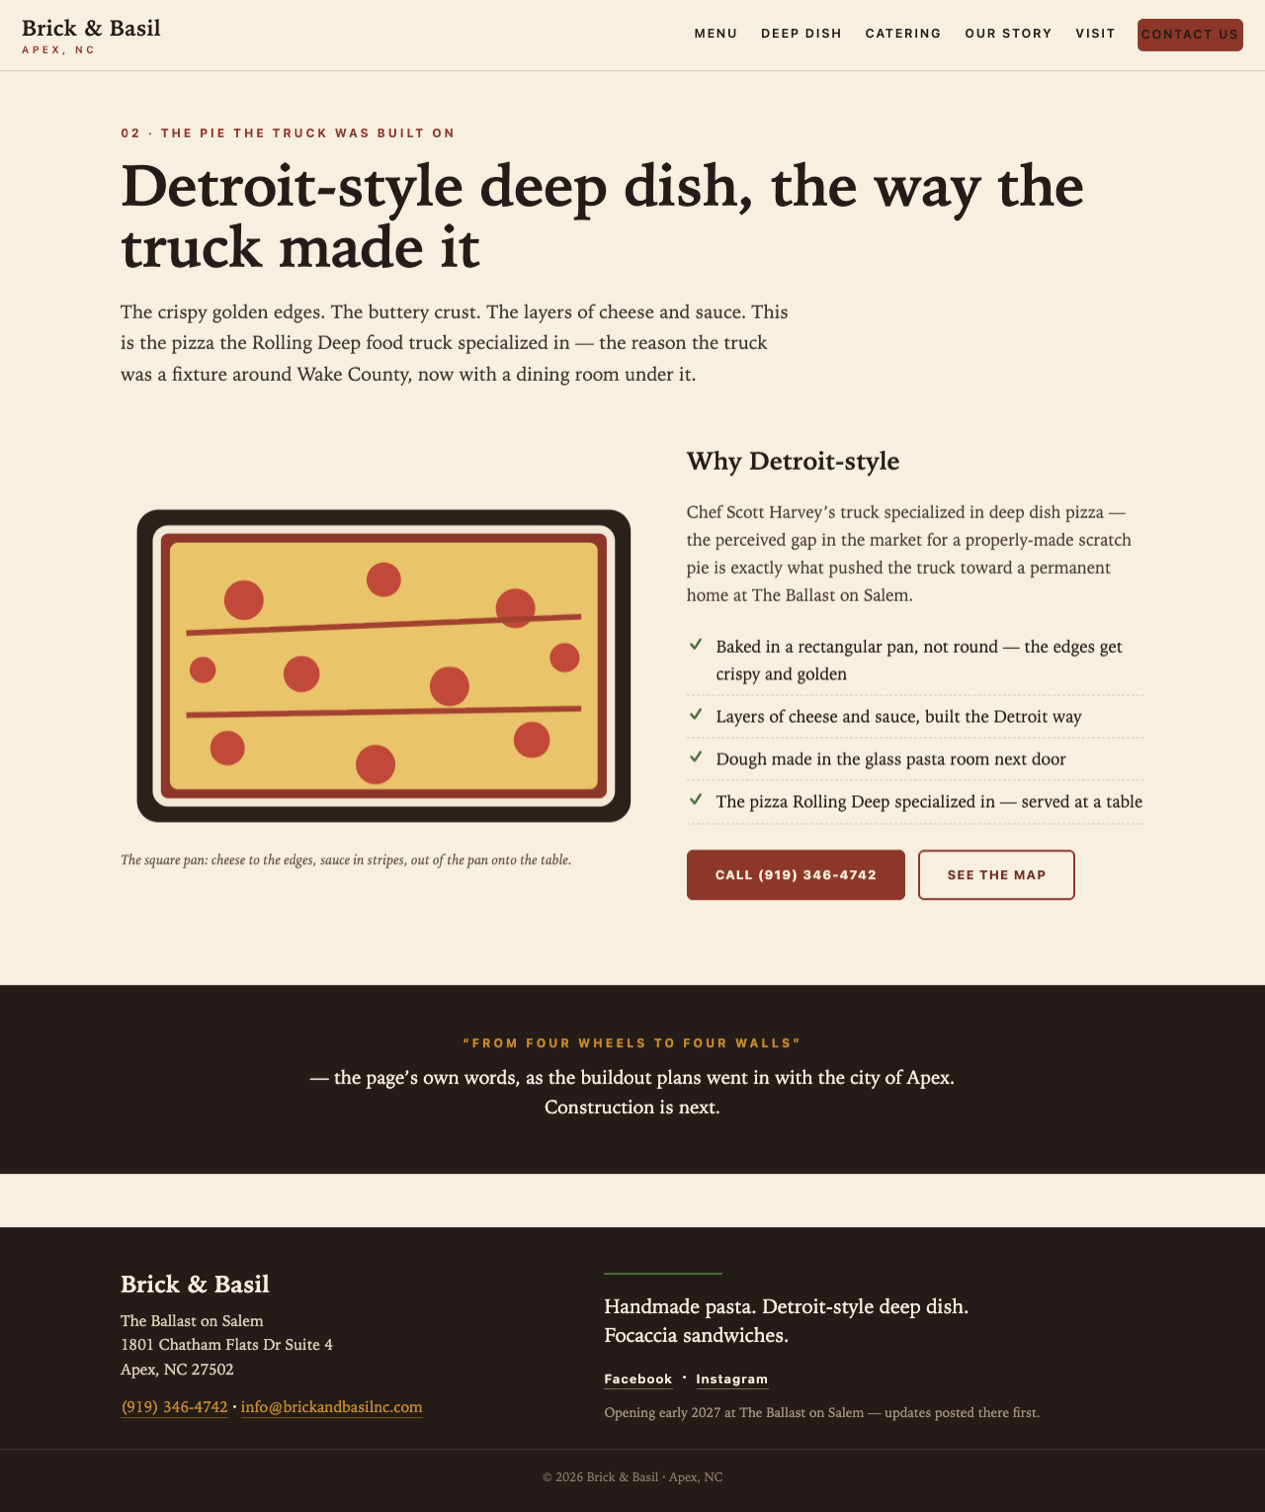 Brick & Basil
APEX, NC
MENU
DEEP DISH
CATERING
OUR STORY
VISIT
CONTACT US
02 · THE PIE THE TRUCK WAS BUILT ON
Detroit-style deep dish, the way the
truck made it
The crispy golden edges. The buttery crust. The layers of cheese and sauce. This
is the pizza the Rolling Deep food truck specialized in — the reason the truck
was a fixture around Wake County, now with a dining room under it.
The square pan: cheese to the edges, sauce in stripes, out of the pan onto the table.
Why Detroit-style
Chef Scott Harvey’s truck specialized in deep dish pizza —
the perceived gap in the market for a properly-made scratch
pie is exactly what pushed the truck toward a permanent
home at The Ballast on Salem.
Baked in a rectangular pan, not round — the edges get
crispy and golden
Layers of cheese and sauce, built the Detroit way
Dough made in the glass pasta room next door
The pizza Rolling Deep specialized in — served at a table
CALL (919) 346-4742
SEE THE MAP
“FROM FOUR WHEELS TO FOUR WALLS”
— the page’s own words, as the buildout plans went in with the city of Apex.
Construction is next.
Brick & Basil
The Ballast on Salem
1801 Chatham Flats Dr Suite 4
Apex, NC 27502
(919) 346-4742 · info@brickandbasilnc.com
Handmade pasta. Detroit-style deep dish.
Focaccia sandwiches.
Facebook · Instagram
Opening early 2027 at The Ballast on Salem — updates posted there first.
© 2026 Brick & Basil · Apex, NC